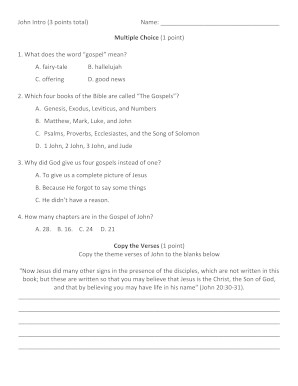 John Intro (3 points total) Name: ________________________________
Multiple Choice (1 point)
1. What does the word "gospel" mean?
A. fairy-tale B. hallelujah
C. offering D. good news
2. Which four books of the Bible are called "The Gospels"?
A. Genesis, Exodus, Leviticus, and Numbers
B. Matthew, Mark, Luke, and John
C. Psalms, Proverbs, Ecclesiastes, and the Song of Solomon
D. 1 John, 2 John, 3 John, and Jude
3. Why did God give us four gospels instead of one?
A. To give us a complete picture of Jesus
B. Because He forgot to say some things
C. He didn't have a reason.
4. How many chapters are in the Gospel of John?
A. 28. B. 16. C. 24 D. 21
Copy the Verses (1 point)
Copy the theme verses of John to the blanks below
"Now Jesus did many other signs in the presence of the disciples, which are not written in this
book; but these are written so that you may believe that Jesus is the Christ, the Son of God,
and that by believing you may have life in his name" (John 20:30-31).